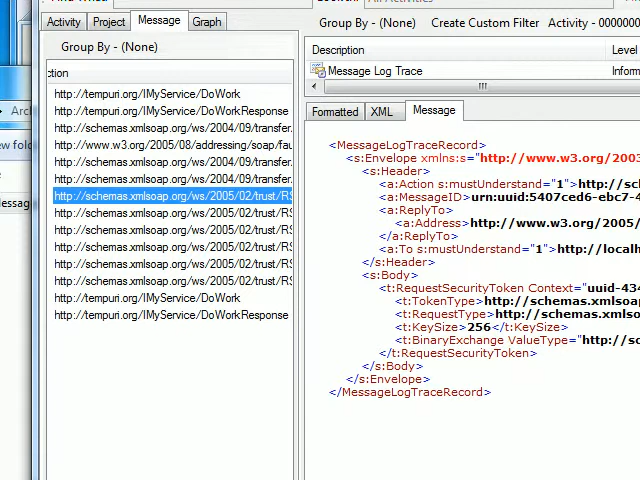 Activity Project Message Graph
Group By - (None)
ction
http://tempuri.org/IMyService/DoWork
http://tempuri.org/IMyService/DoWorkResponse
http://schemas.xmlsoap.org/ws/2004/09/transfer.
http://www.w3.org/2005/08/addressing/soap/fau
http://schemas.xmlsoap.org/ws/2004/09/transfer.
http://schemas.xmlsoap.org/ws/2004/09/transfer.
http://schemas.xmlsoap.org/ws/2005/02/trust/RS
http://schemas.xmlsoap.org/ws/2005/02/trust/RS
http://schemas.xmlsoap.org/ws/2005/02/trust/RS
http://schemas.xmlsoap.org/ws/2005/02/trust/RS
http://schemas.xmlsoap.org/ws/2005/02/trust/RS
http://schemas.xmlsoap.org/ws/2005/02/trust/RS
http://tempuri.org/IMyService/DoWork
http://tempuri.org/IMyService/DoWorkResponse
Group By - (None) Create Custom Filter Activity - 0000000
Description Level
Message Log Trace Inform
Formatted XML Message
<MessageLogTraceRecord>
<s:Envelope xmlns:s="http://www.w3.org/2003
<s:Header>
<a:Action s:mustUnderstand="1">http://sc
<a:MessageID>urn:uuid:5407ced6-ebc7-4
<a:ReplyTo>
<a:Address>http://www.w3.org/2005/
</a:ReplyTo>
<a:To s:mustUnderstand="1">http://localh
</s:Header>
<s:Body>
<t:RequestSecurityToken Context="uuid-434
<t:TokenType>http://schemas.xmlsoap
<t:RequestType>http://schemas.xmlso
<t:KeySize>256</t:KeySize>
<t:BinaryExchange ValueType="http://sc
</t:RequestSecurityToken>
</s:Body>
</s:Envelope>
</MessageLogTraceRecord>